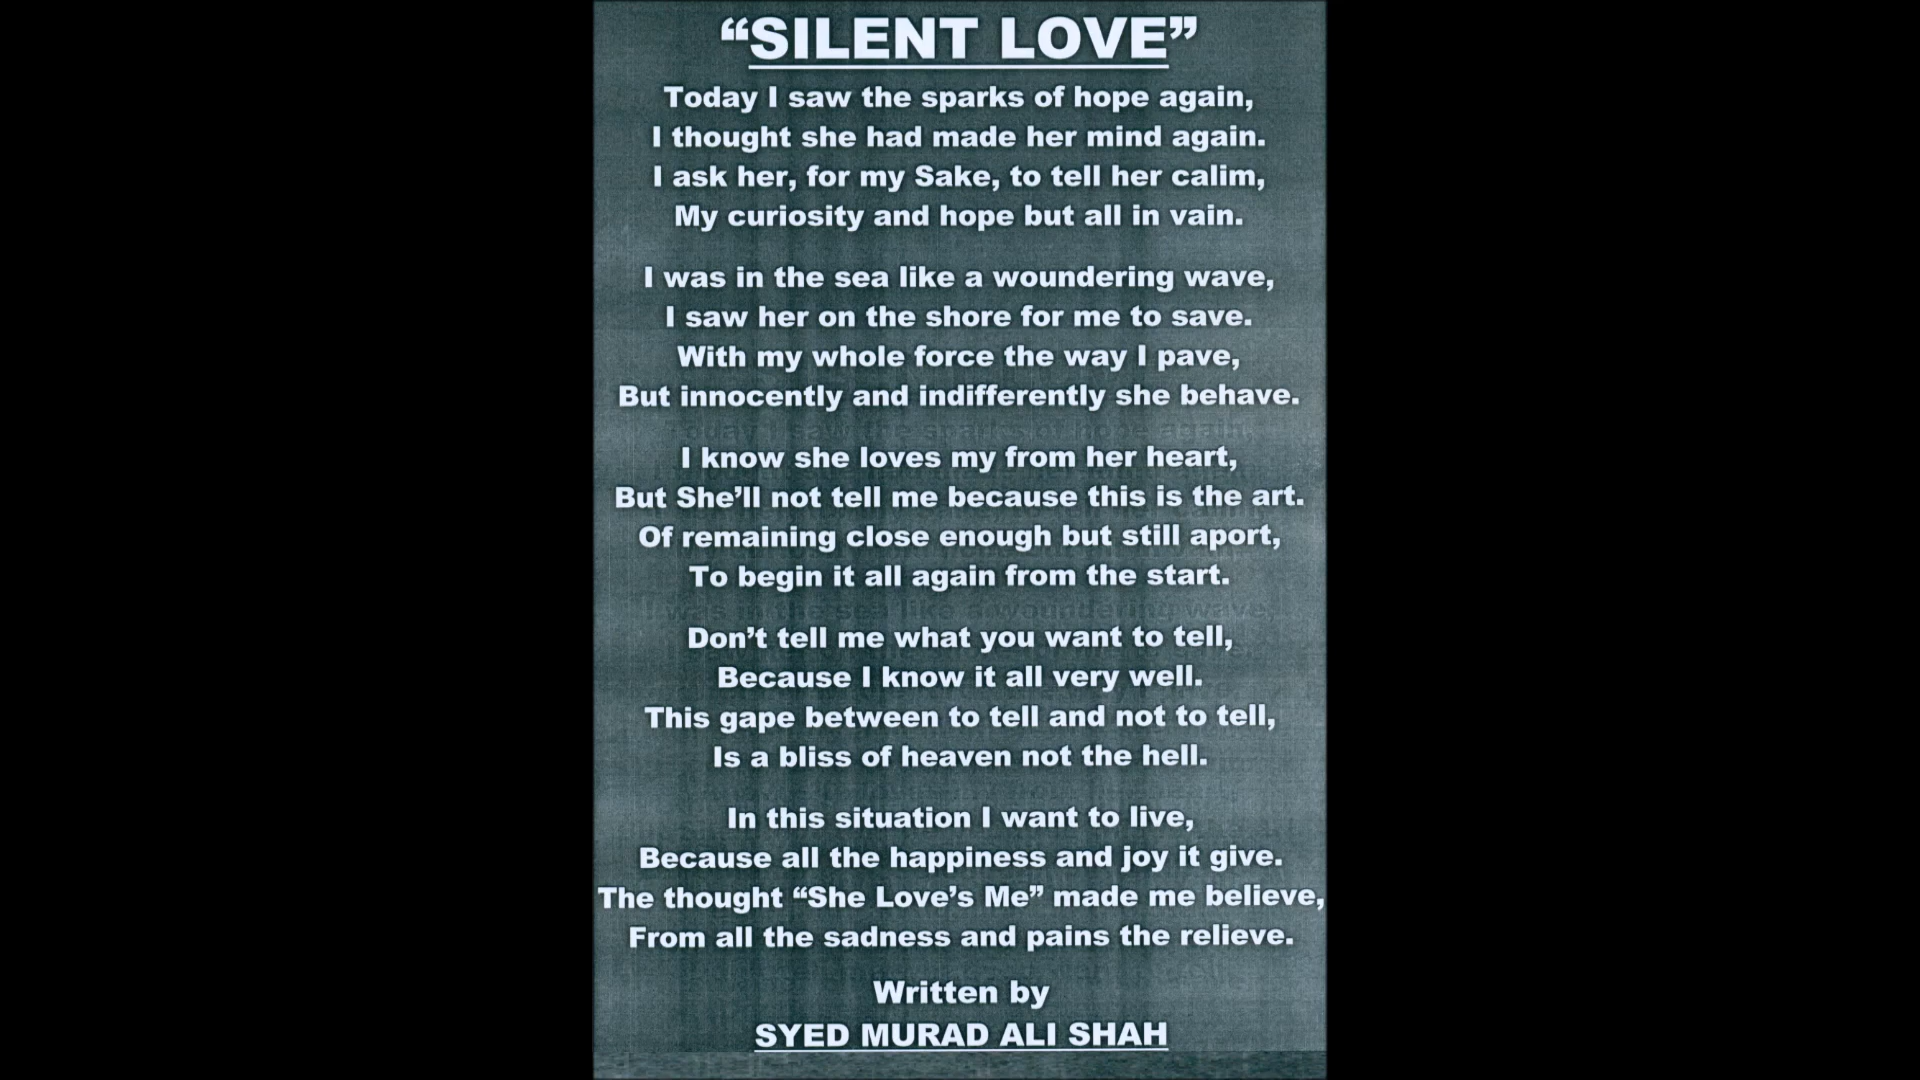 “SILENT LOVE”
Today I saw the sparks of hope again,
I thought she had made her mind again.
I ask her, for my Sake, to tell her calim,
My curiosity and hope but all in vain.
I was in the sea like a woundering wave,
I saw her on the shore for me to save.
With my whole force the way I pave,
But innocently and indifferently she behave.
I know she loves my from her heart,
But She’ll not tell me because this is the art.
Of remaining close enough but still aport,
To begin it all again from the start.
Don’t tell me what you want to tell,
Because I know it all very well.
This gape between to tell and not to tell,
Is a bliss of heaven not the hell.
In this situation I want to live,
Because all the happiness and joy it give.
The thought “She Love’s Me” made me believe,
From all the sadness and pains the relieve.
Written by
SYED MURAD ALI SHAH